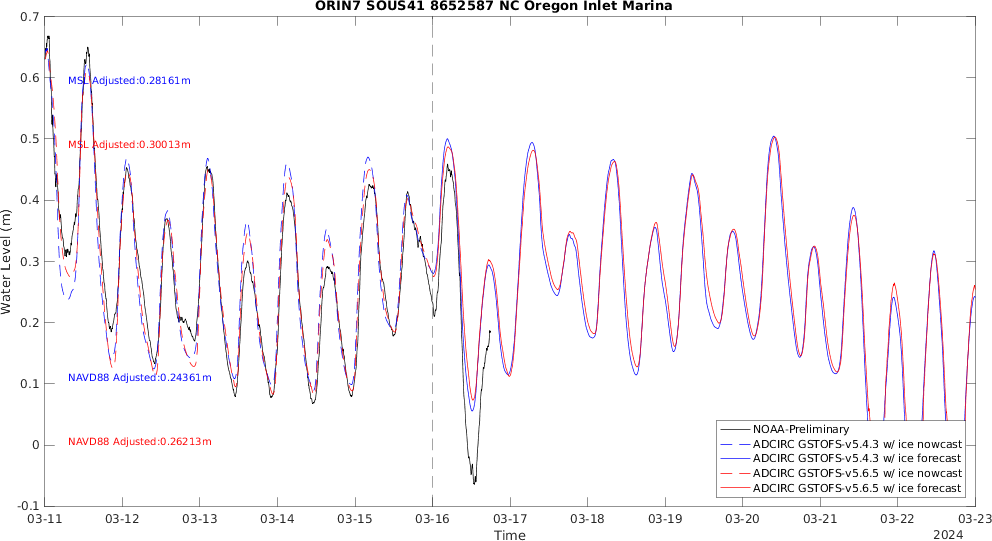 ORIN7 SOUS41 8652587 NC Oregon Inlet Marina
0.7
0.6
0.5
0.4
0.3
0.2
0.1
0
-0.1
Water Level (m)
MSL Adjusted:0.28161m
MSL Adjusted:0.30013m
NAVD88 Adjusted:0.24361m
NAVD88 Adjusted:0.26213m
NOAA-Preliminary
ADCIRC GSTOFS-v5.4.3 w/ ice nowcast
ADCIRC GSTOFS-v5.4.3 w/ ice forecast
ADCIRC GSTOFS-v5.6.5 w/ ice nowcast
ADCIRC GSTOFS-v5.6.5 w/ ice forecast
03-11 03-12 03-13 03-14 03-15 03-16 03-17 03-18 03-19 03-20 03-21 03-22 03-23
Time
2024